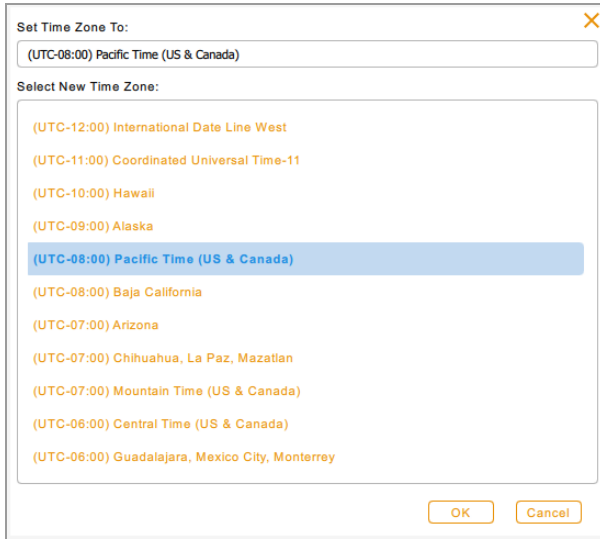 Set Time Zone To:
(UTC-08:00) Pacific Time (US & Canada)
Select New Time Zone:
(UTC-12:00) International Date Line West
(UTC-11:00) Coordinated Universal Time-11
(UTC-10:00) Hawaii
(UTC-09:00) Alaska
(UTC-08:00) Pacific Time (US & Canada)
(UTC-08:00) Baja California
(UTC-07:00) Arizona
(UTC-07:00) Chihuahua, La Paz, Mazatlan
(UTC-07:00) Mountain Time (US & Canada)
(UTC-06:00) Central Time (US & Canada)
(UTC-06:00) Guadalajara, Mexico City, Monterrey
OK Cancel